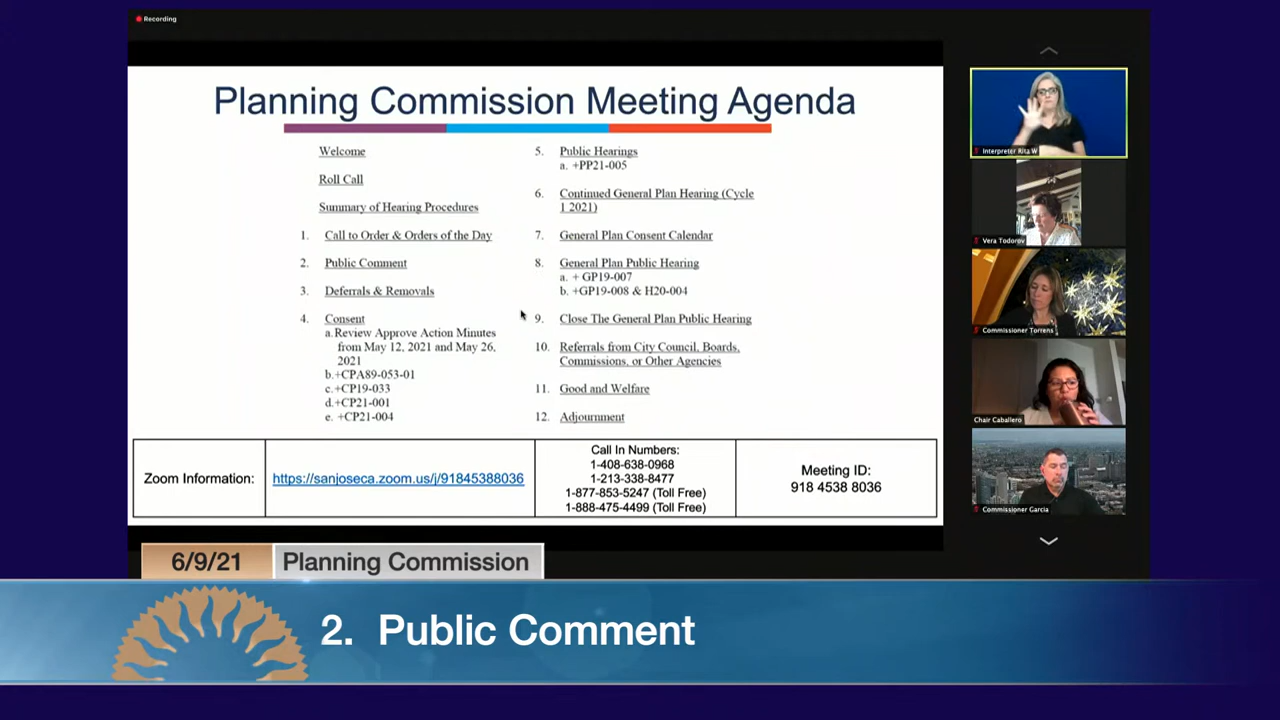 Recording
Planning Commission Meeting Agenda
Welcome
Roll Call
Summary of Hearing Procedures
1. Call to Order & Orders of the Day
2. Public Comment
3. Deferrals & Removals
4. Consent
a.Review Approve Action Minutes
from May 12, 2021 and May 26,
2021
b.+CPA89-053-01
c.+CP19-033
d.+CP21-001
e. +CP21-004
5. Public Hearings
a. +PP21-005
6. Continued General Plan Hearing (Cycle
1 2021)
7. General Plan Consent Calendar
8. General Plan Public Hearing
a. + GP19-007
b. +GP19-008 & H20-004
9. Close The General Plan Public Hearing
10. Referrals from City Council, Boards,
Commissions, or Other Agencies
11. Good and Welfare
12. Adjournment
Zoom Information:
https://sanjoseca.zoom.us/j/91845388036
Call In Numbers:
1-408-638-0968
1-213-338-8477
1-877-853-5247 (Toll Free)
1-888-475-4499 (Toll Free)
Meeting ID:
918 4538 8036
Interpreter Rita W
Vera Todorov
Commissioner Torrens
Chair Caballero
Commissioner Garcia
6/9/21
Planning Commission
2. Public Comment